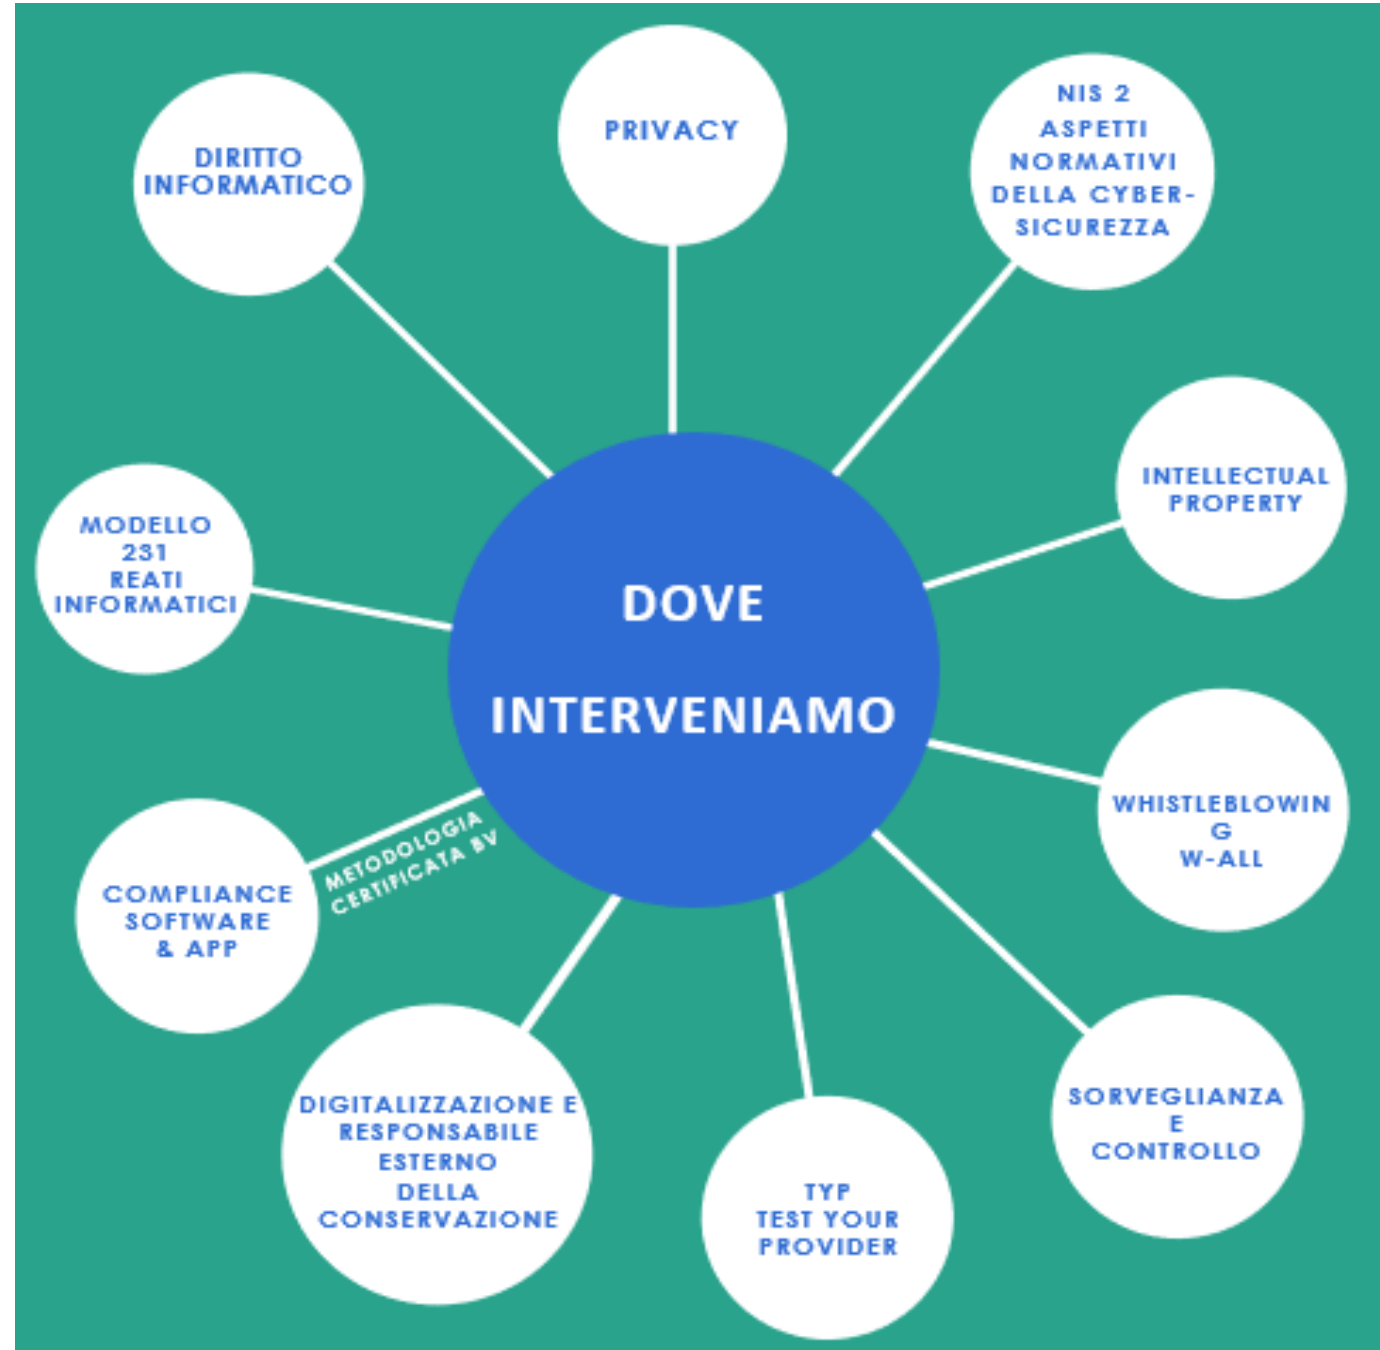 DIRITTO
INFORMATICO
PRIVACY
NIS 2
ASPETTI
NORMATIVI
DELLA CYBER-
SICUREZZA
INTELLECTUAL
PROPERTY
MODELLO
231
REATI
INFORMATICI
DOVE
INTERVENIAMO
WHISTLEBLOWIN
G
W-ALL
METODOLOGIA
CERTIFICATA BV
COMPLIANCE
SOFTWARE
& APP
SORVEGLIANZA
E
CONTROLLO
DIGITALIZZAZIONE E
RESPONSABILE
ESTERNO
DELLA
CONSERVAZIONE
TYP
TEST YOUR
PROVIDER